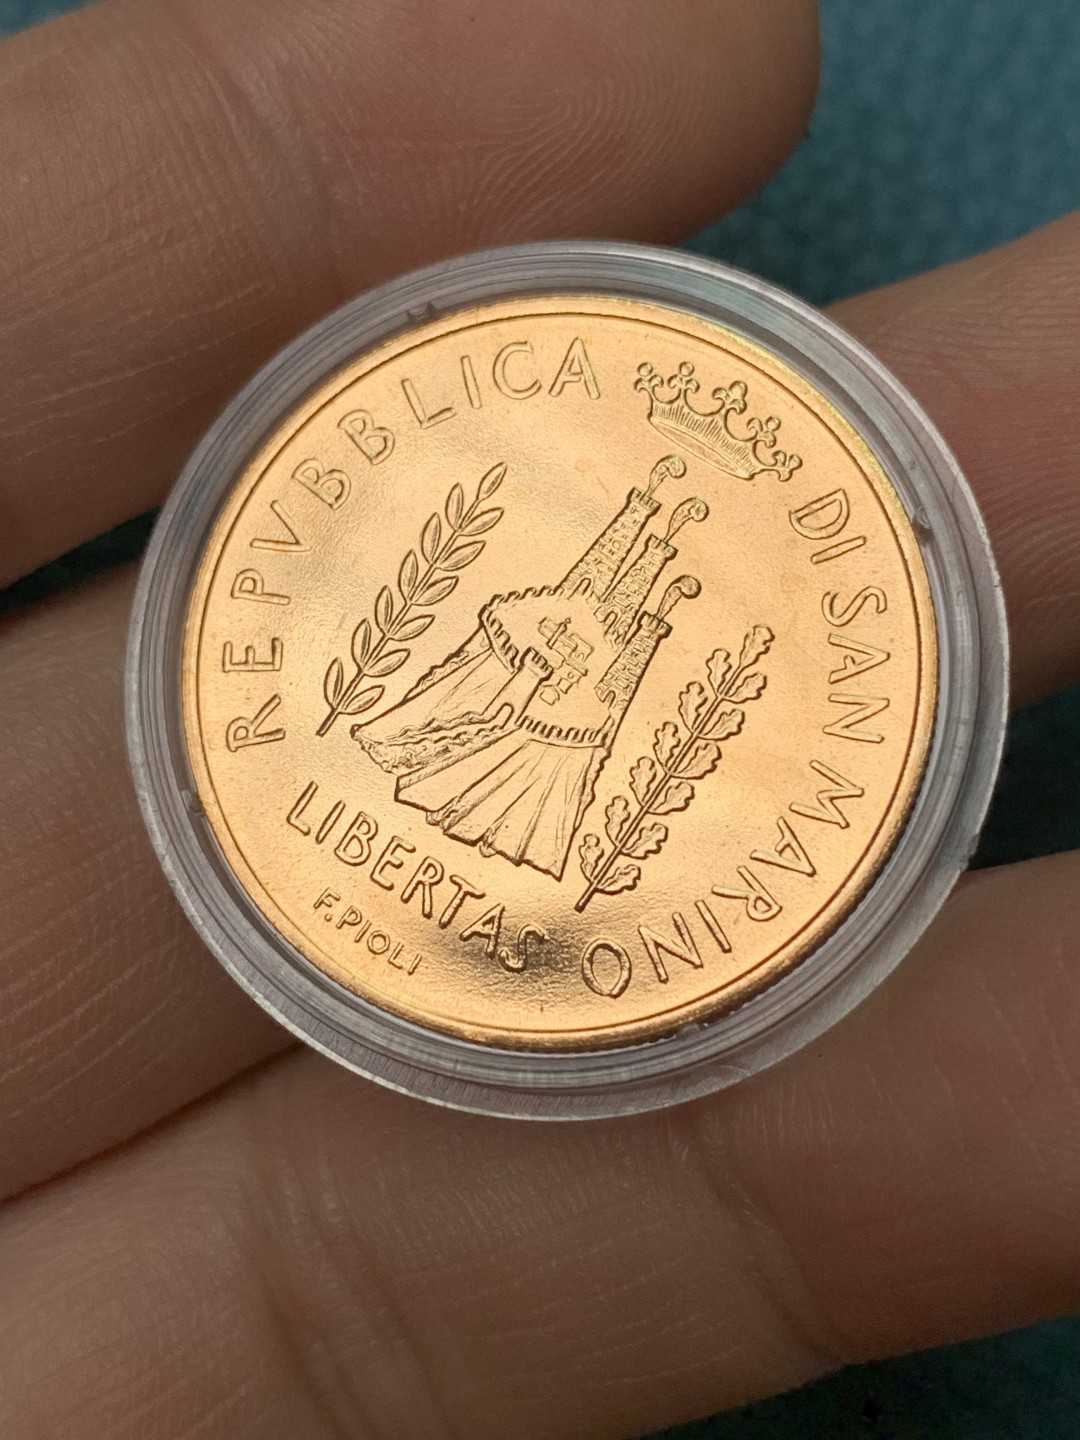 REPVBBLICA DI SAN MARINO
LIBERTAS
F. PIOLI